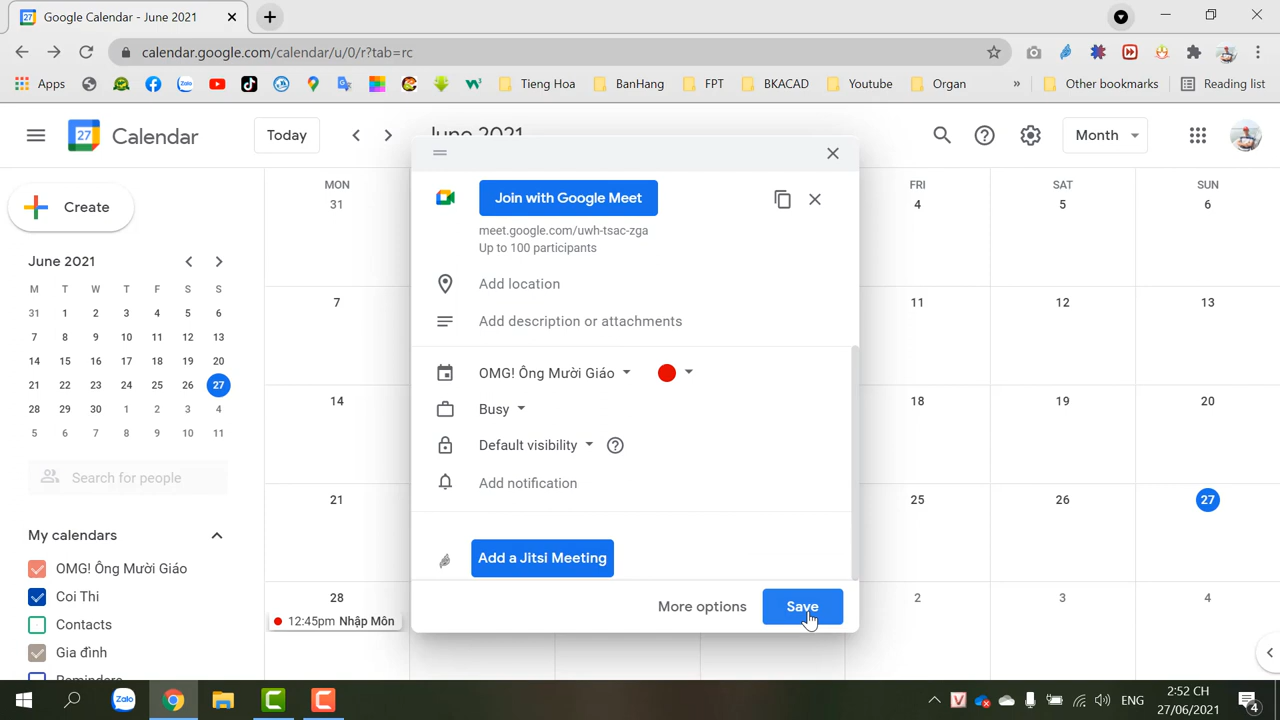 Google Calendar - June 2021
calendar.google.com/calendar/u/0/r?tab=rc
Apps
Tieng Hoa
BanHang
FPT
BKACAD
Youtube
Organ
»
Other bookmarks
Reading list
27
Calendar
Today
June 2021
Month
Create
June 2021
M T W T F S S
31 1 2 3 4 5 6
7 8 9 10 11 12 13
14 15 16 17 18 19 20
21 22 23 24 25 26 27
28 29 30 1 2 3 4
5 6 7 8 9 10 11
Search for people
My calendars
OMG! Ông Mười Giáo
Coi Thi
Contacts
Gia đình
Reminders
MON
31
7
14
21
28
12:45pm Nhập Môn
Join with Google Meet
meet.google.com/uwh-tsac-zga
Up to 100 participants
Add location
Add description or attachments
OMG! Ông Mười Giáo
Busy
Default visibility
Add notification
Add a Jitsi Meeting
More options
Save
FRI SAT SUN
4 5 6
11 12 13
18 19 20
25 26 27
2 3 4
Zalo
ENG
2:52 CH
27/06/2021
4